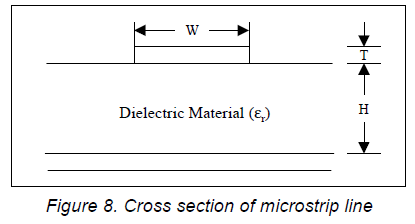 W
T
Dielectric Material (εr)
H
Figure 8. Cross section of microstrip line